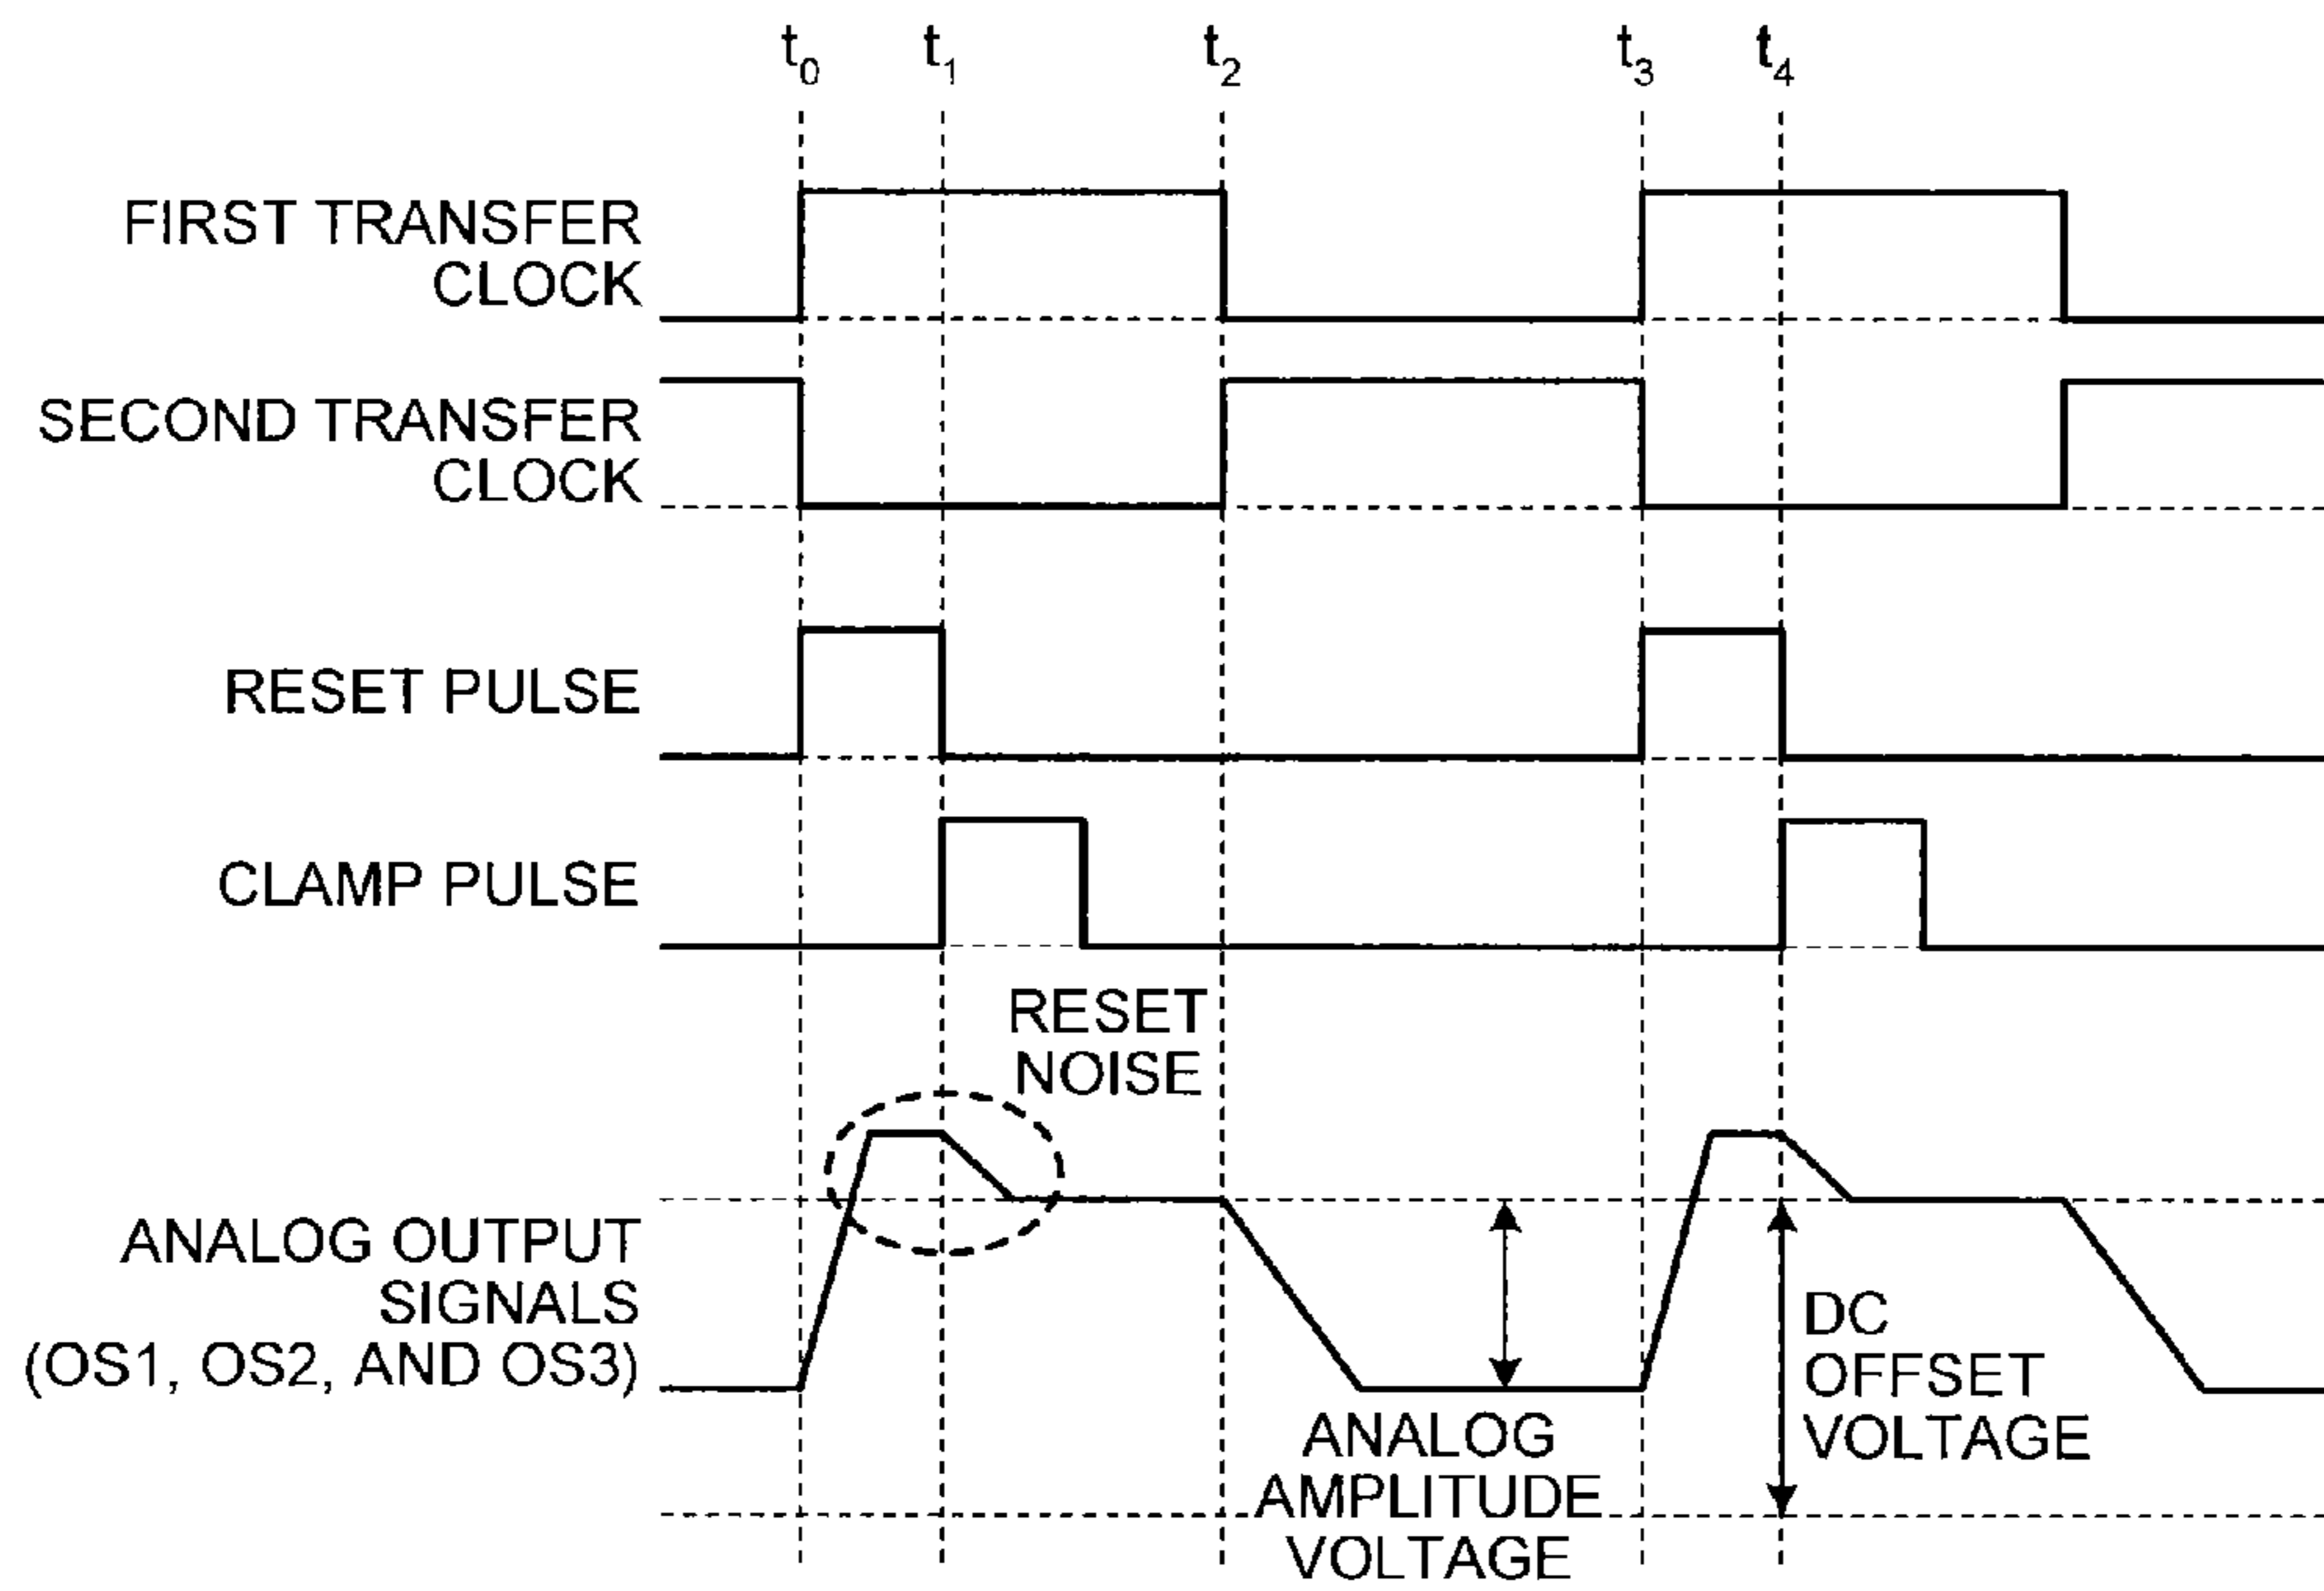 t0 t1 t2 t3 t4
FIRST TRANSFER
CLOCK
SECOND TRANSFER
CLOCK
RESET PULSE
CLAMP PULSE
RESET
NOISE
ANALOG OUTPUT
SIGNALS
(OS1, OS2, AND OS3)
DC
OFFSET
VOLTAGE
ANALOG
AMPLITUDE
VOLTAGE